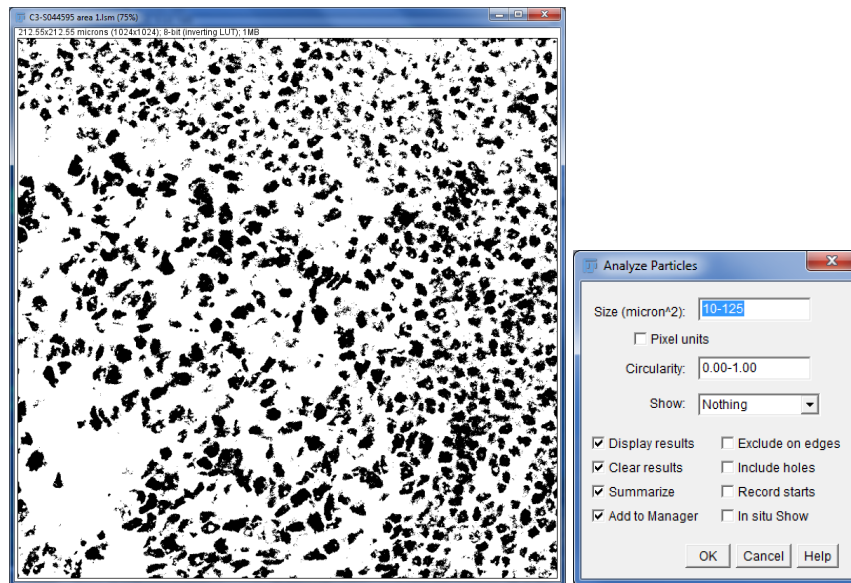 C3-S044595 area 1.lsm (75%)
212.55x212.55 microns (1024x1024); 8-bit (inverting LUT); 1MB
Analyze Particles
Size (micron^2): 10-125
Pixel units
Circularity: 0.00-1.00
Show: Nothing
Display results Exclude on edges
Clear results Include holes
Summarize Record starts
Add to Manager In situ Show
OK Cancel Help